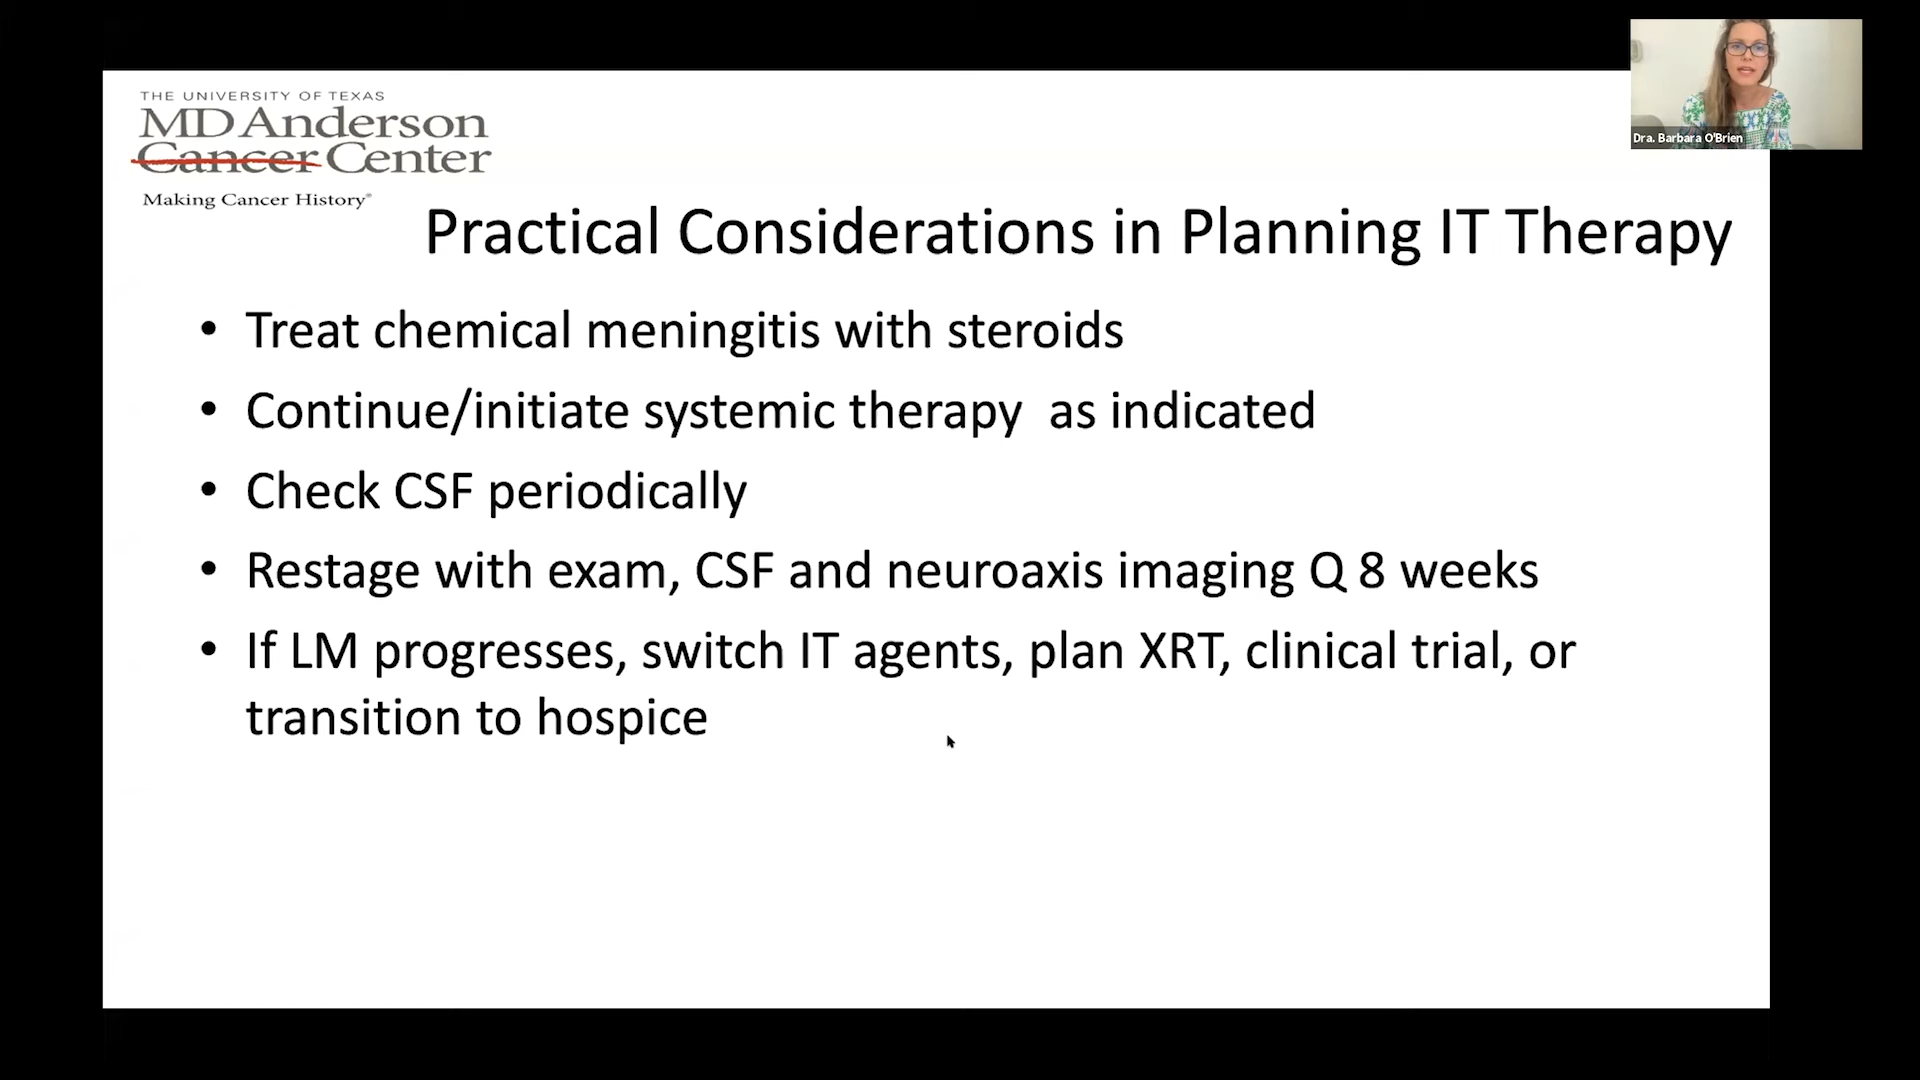 THE UNIVERSITY OF TEXAS
MD Anderson
Cancer Center
Making Cancer History®
Dra. Barbara O'Brien
Practical Considerations in Planning IT Therapy
• Treat chemical meningitis with steroids
• Continue/initiate systemic therapy  as indicated
• Check CSF periodically
• Restage with exam, CSF and neuroaxis imaging Q 8 weeks
• If LM progresses, switch IT agents, plan XRT, clinical trial, or
transition to hospice